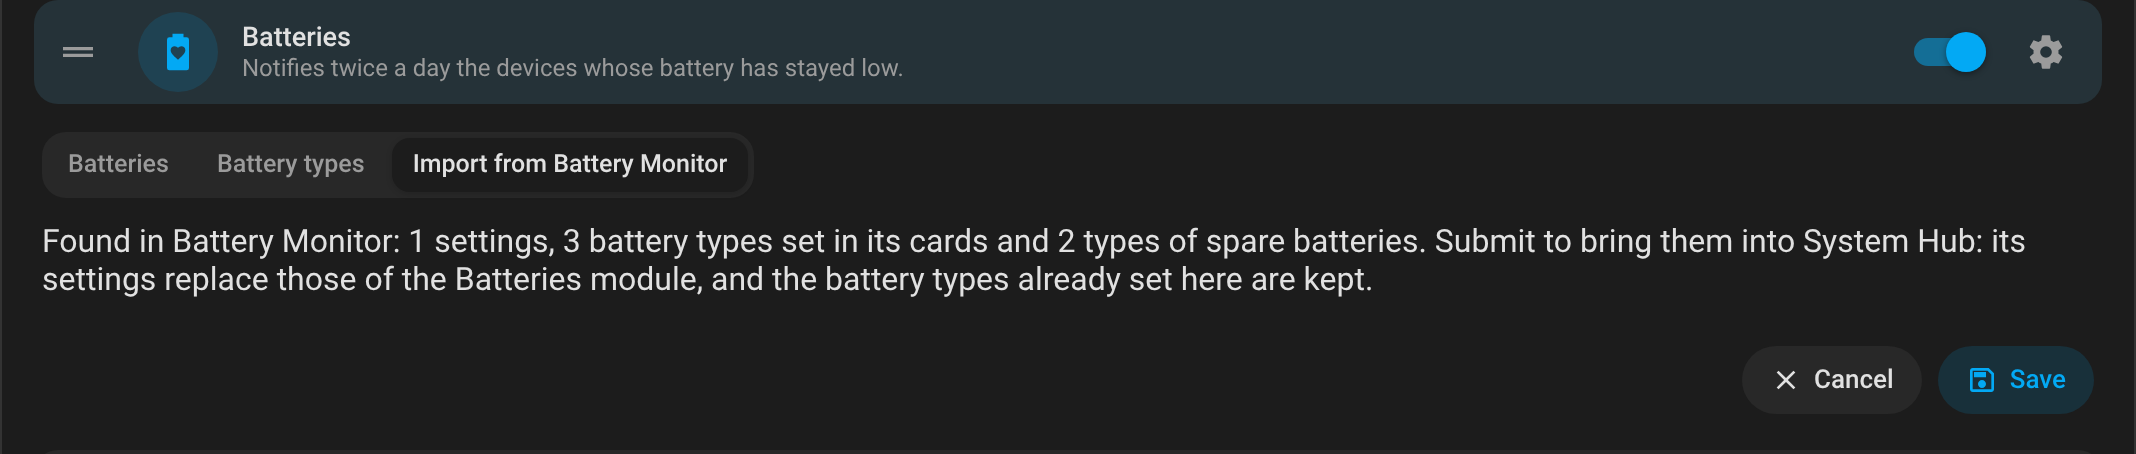 Batteries
Notifies twice a day the devices whose battery has stayed low.
Batteries
Battery types
Import from Battery Monitor
Found in Battery Monitor: 1 settings, 3 battery types set in its cards and 2 types of spare batteries. Submit to bring them into System Hub: its
settings replace those of the Batteries module, and the battery types already set here are kept.
Cancel
Save